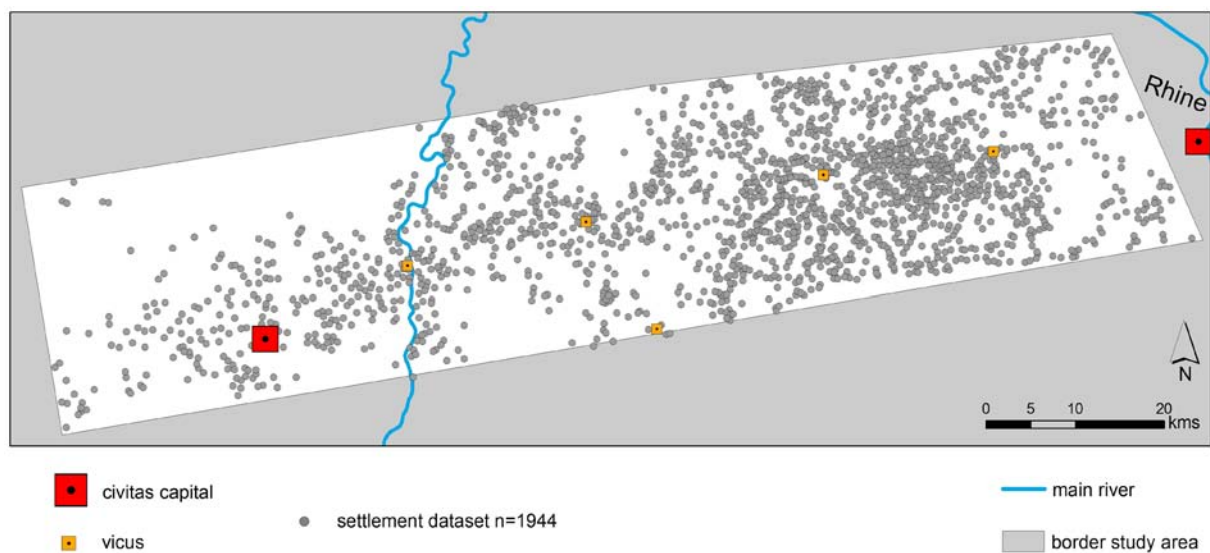 Rhine
N
0 5 10 20
kms
civitas capital
main river
settlement dataset n=1944
vicus
border study area